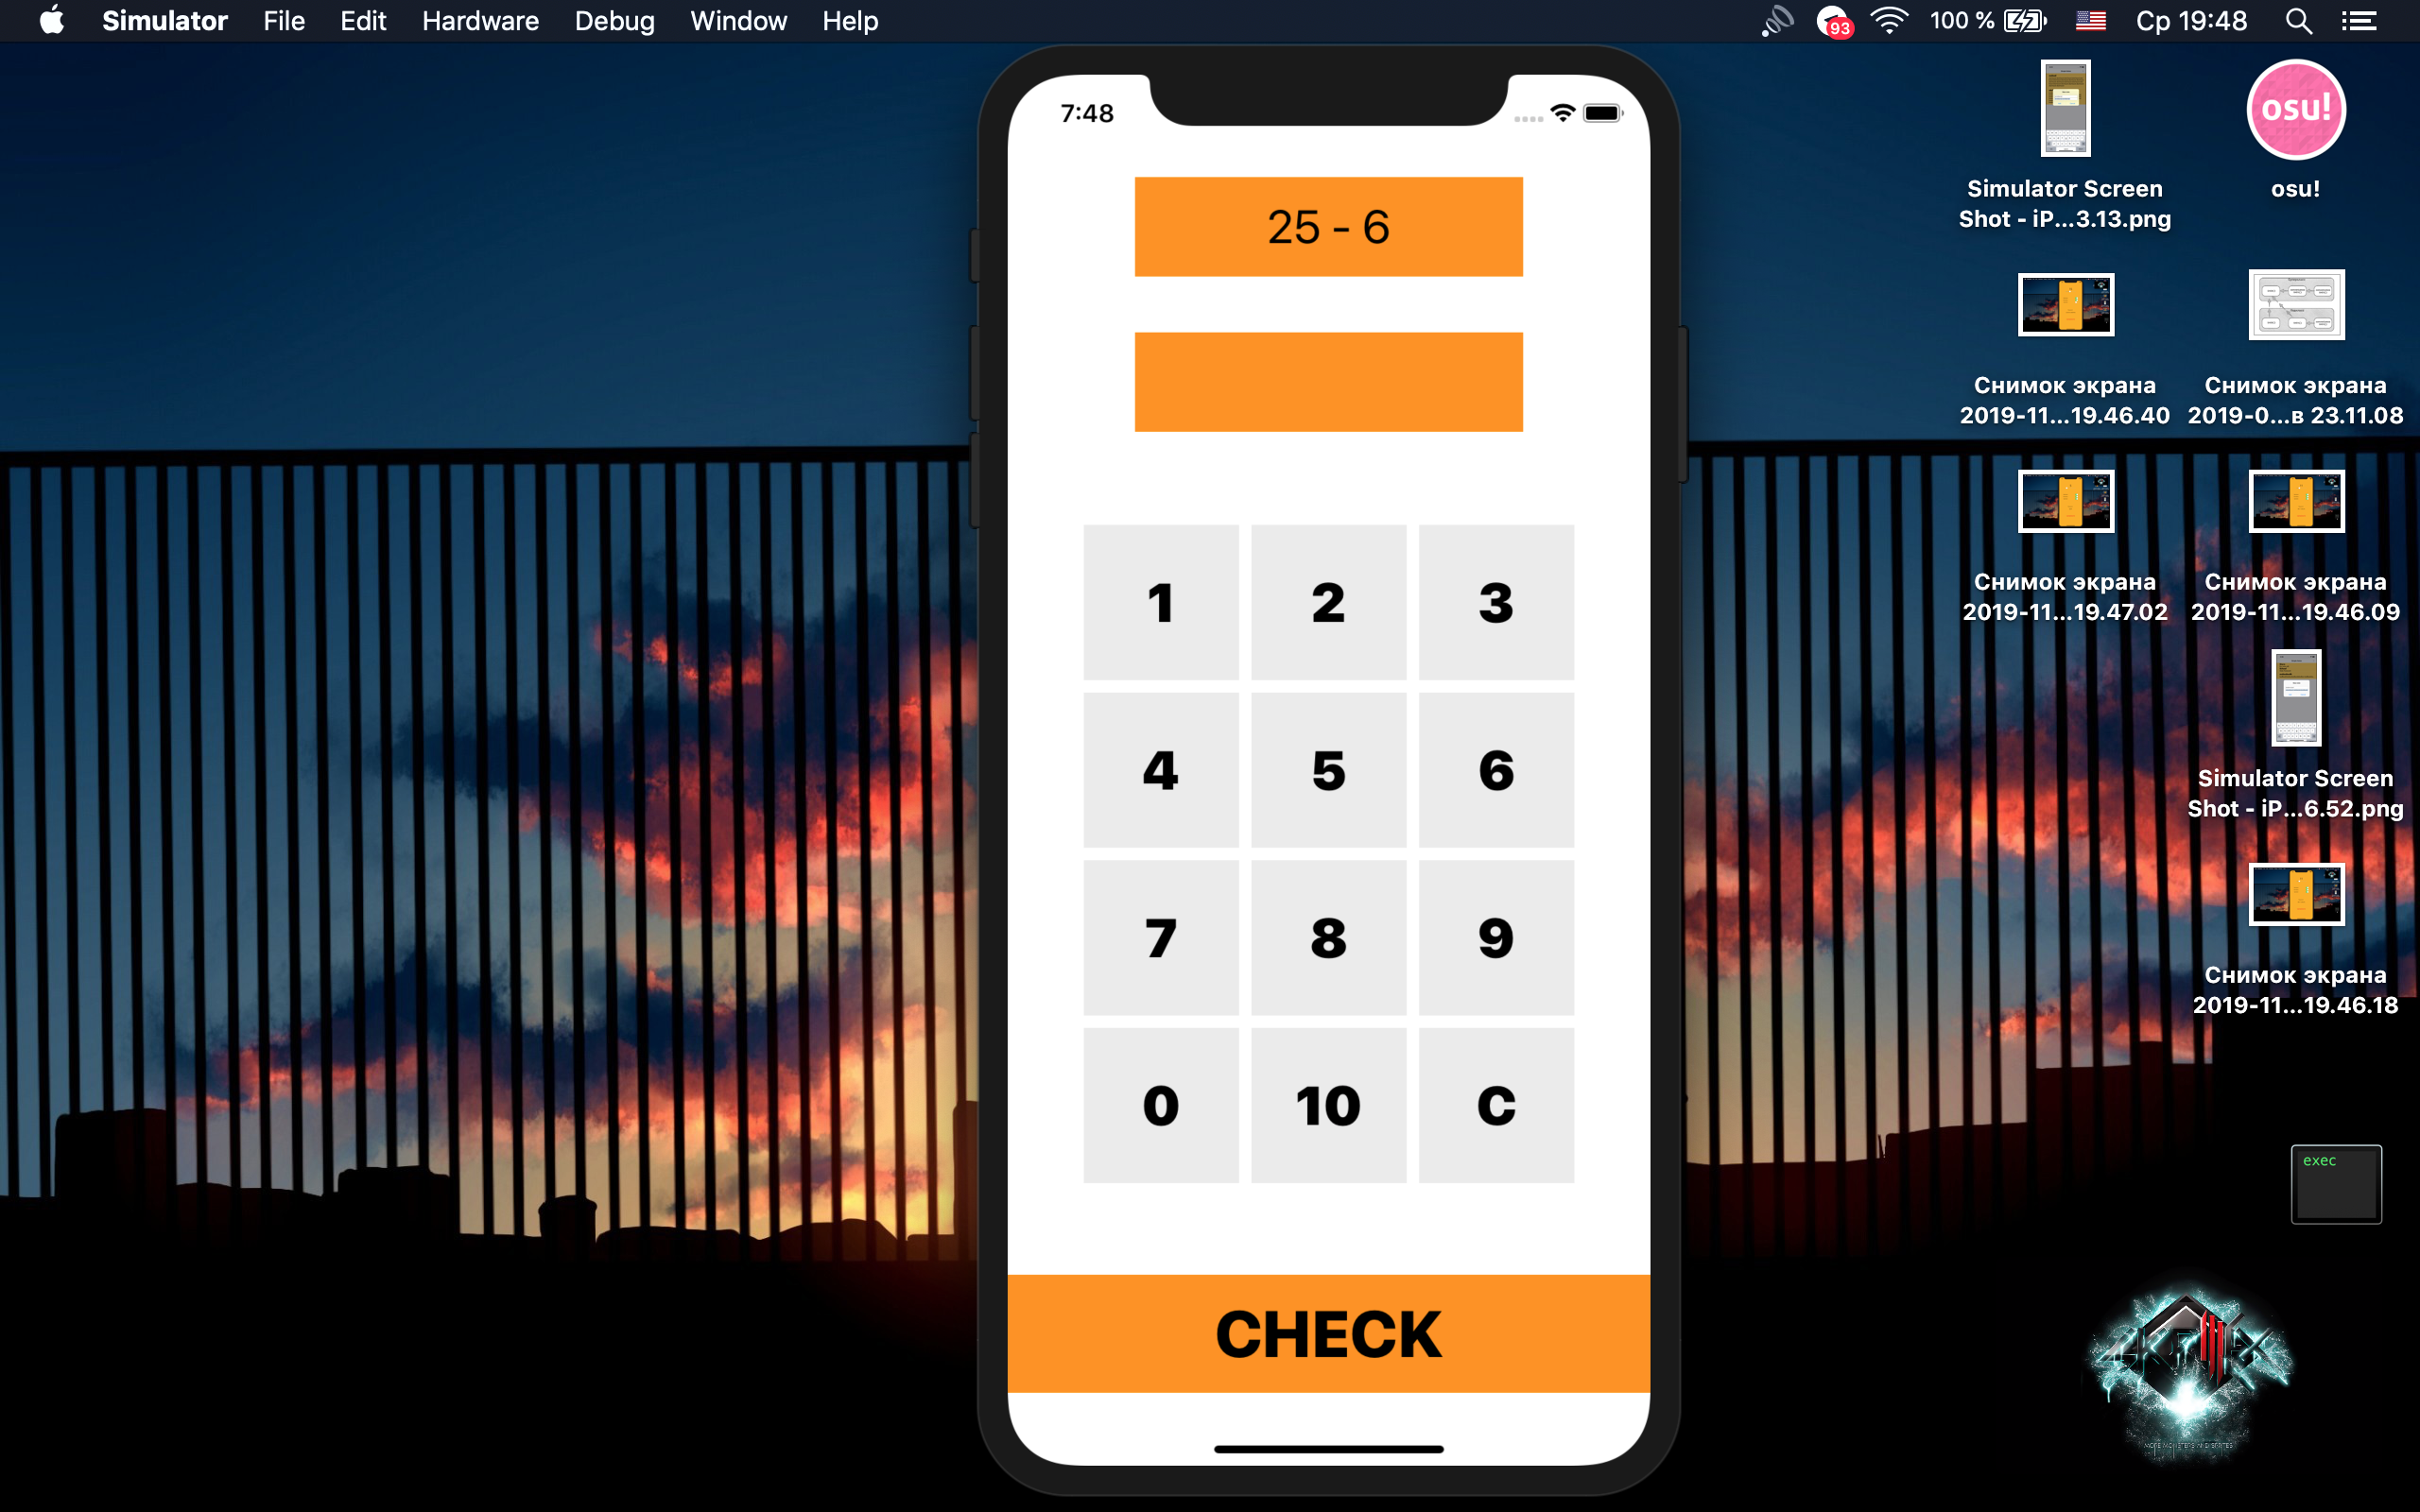 Simulator File Edit Hardware Debug Window Help
93 100 % Ср 19:48
7:48
25 - 6
1 2 3
4 5 6
7 8 9
0 10 C
CHECK
Simulator Screen
Shot - iP...3.13.png
osu!
osu!
Снимок экрана
2019-11...19.46.40
Снимок экрана
2019-0...в 23.11.08
Снимок экрана
2019-11...19.47.02
Снимок экрана
2019-11...19.46.09
Simulator Screen
Shot - iP...6.52.png
Снимок экрана
2019-11...19.46.18
exec
MORE MONSTERS AND SPRITES